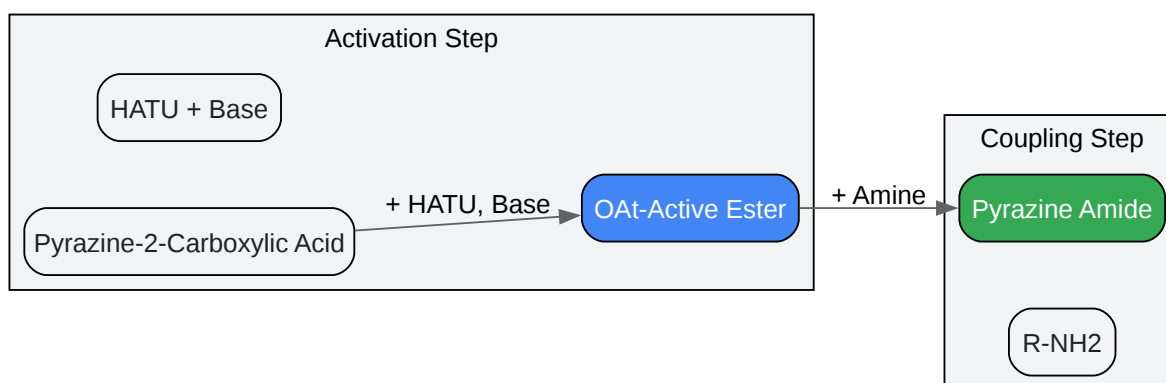 Activation Step
HATU + Base
Pyrazine-2-Carboxylic Acid
+ HATU, Base
OAt-Active Ester
+ Amine
Coupling Step
Pyrazine Amide
R-NH2